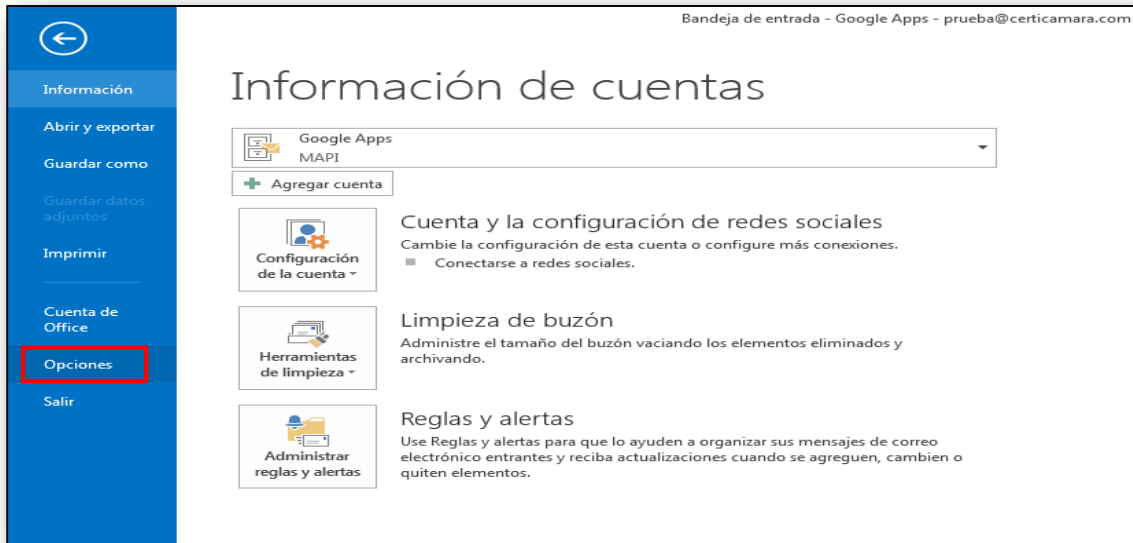 Bandeja de entrada - Google Apps - prueba@certicamara.com
Información
Abrir y exportar
Guardar como
Guardar datos
adjuntos
Imprimir
Cuenta de
Office
Opciones
Salir
Información de cuentas
Google Apps
MAPI
Agregar cuenta
Configuración
de la cuenta
Cuenta y la configuración de redes sociales
Cambie la configuración de esta cuenta o configure más conexiones.
Conectarse a redes sociales.
Herramientas
de limpieza
Limpieza de buzón
Administre el tamaño del buzón vaciando los elementos eliminados y
archivando.
Administrar
reglas y alertas
Reglas y alertas
Use Reglas y alertas para que lo ayuden a organizar sus mensajes de correo
electrónico entrantes y reciba actualizaciones cuando se agreguen, cambien o
quiten elementos.